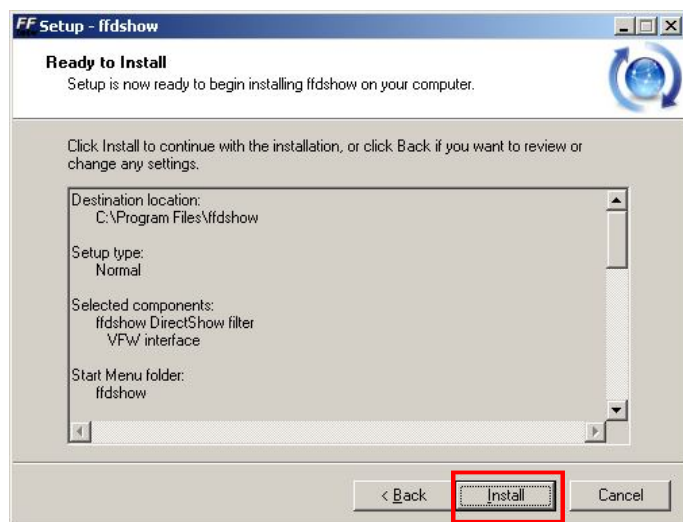 FF Setup - ffdshow
Ready to Install
Setup is now ready to begin installing ffdshow on your computer.
Click Install to continue with the installation, or click Back if you want to review or
change any settings.
Destination location:
C:\Program Files\ffdshow
Setup type:
Normal
Selected components:
ffdshow DirectShow filter
VFW interface
Start Menu folder:
ffdshow
< Back
Install
Cancel